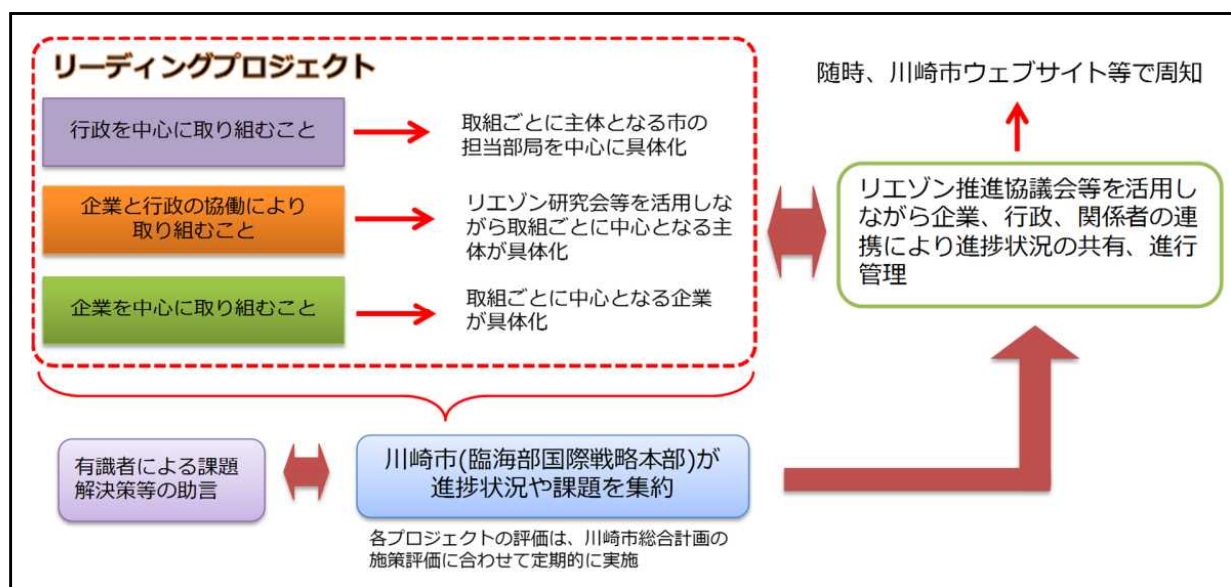 リーディングプロジェクト
行政を中心に取り組むこと
取組ごとに主体となる市の
担当部局を中心に具体化
企業と行政の協働により
取り組むこと
リエゾン研究会等を活用しな
がら取組ごとに中心となる主
体が具体化
企業を中心に取り組むこと
取組ごとに中心となる企業
が具体化
随時、川崎市ウェブサイト等で周知
リエゾン推進協議会等を活用し
ながら企業、行政、関係者の連
携により進捗状況の共有、進行
管理
有識者による課題
解決策等の助言
川崎市(臨海部国際戦略本部)が
進捗状況や課題を集約
各プロジェクトの評価は、川崎市総合計画の
施策評価に合わせて定期的に実施